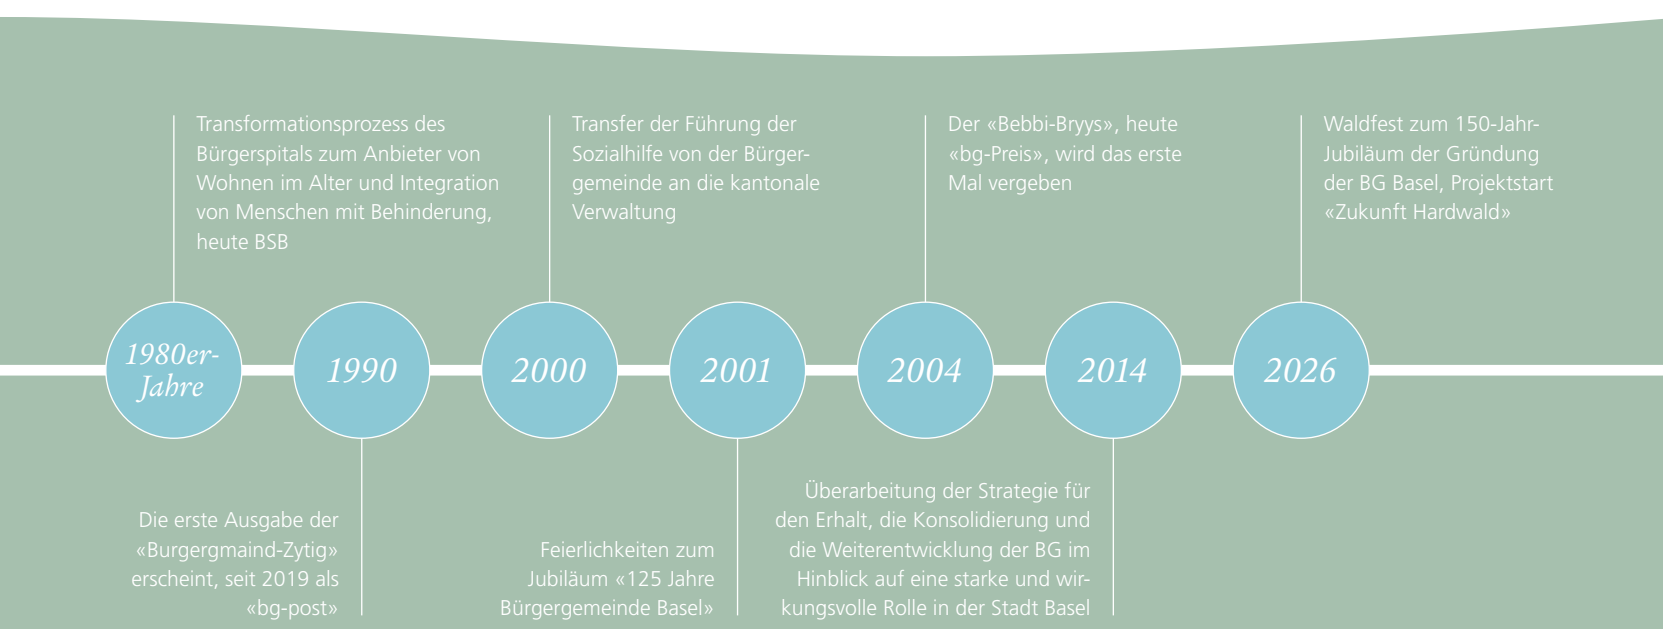 Transformationsprozess des
Bürgerspitals zum Anbieter von
Wohnen im Alter und Integration
von Menschen mit Behinderung,
heute BSB
Transfer der Führung der
Sozialhilfe von der Bürger-
gemeinde an die kantonale
Verwaltung
Der «Bebbi-Bryys», heute
«bg-Preis», wird das erste
Mal vergeben
Waldfest zum 150-Jahr-
Jubiläum der Gründung
der BG Basel, Projektstart
«Zukunft Hardwald»
1980er-
Jahre
1990
2000
2001
2004
2014
2026
Die erste Ausgabe der
«Burgergmaind-Zytig»
erscheint, seit 2019 als
«bg-post»
Feierlichkeiten zum
Jubiläum «125 Jahre
Bürgergemeinde Basel»
Überarbeitung der Strategie für
den Erhalt, die Konsolidierung und
die Weiterentwicklung der BG im
Hinblick auf eine starke und wir-
kungsvolle Rolle in der Stadt Basel